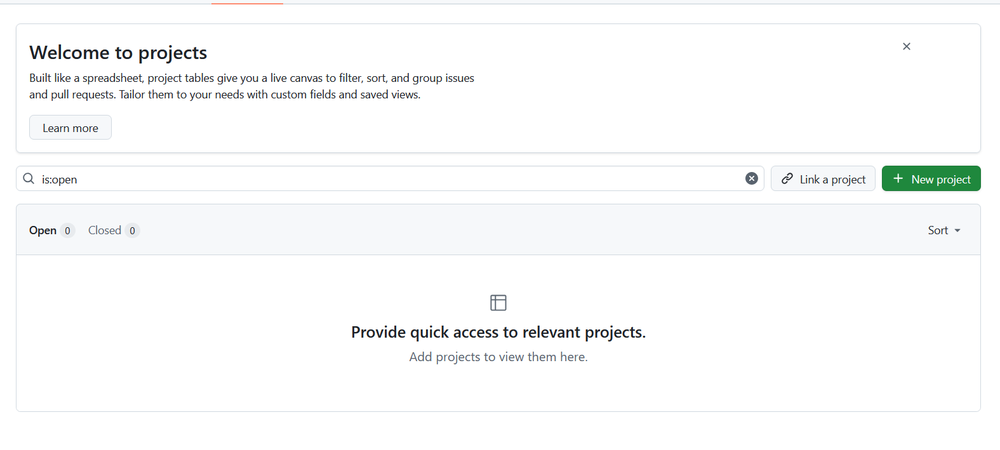 Welcome to projects
Built like a spreadsheet, project tables give you a live canvas to filter, sort, and group issues
and pull requests. Tailor them to your needs with custom fields and saved views.
Learn more
is:open
Link a project
New project
Open 0
Closed 0
Sort
Provide quick access to relevant projects.
Add projects to view them here.